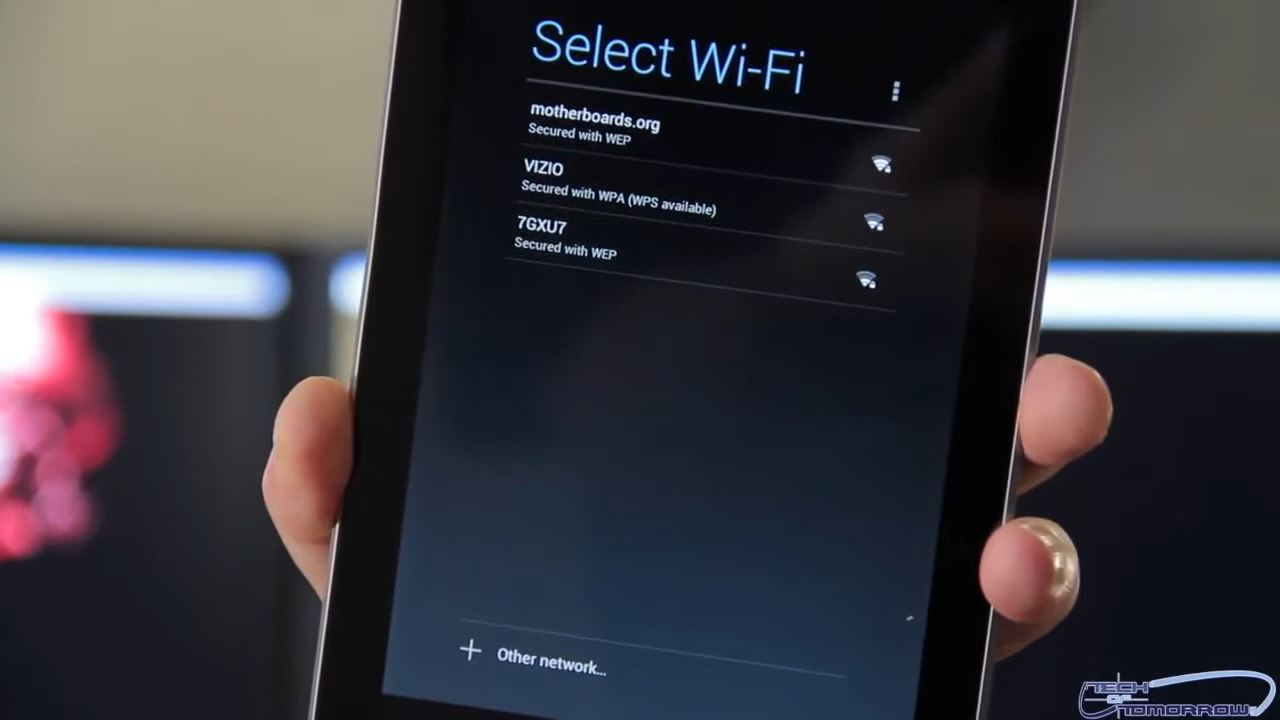 Select Wi-Fi
motherboards.org
Secured with WEP
VIZIO
Secured with WPA (WPS available)
7GXU7
Secured with WEP
Other network...
TECH
OF
TOMORROW